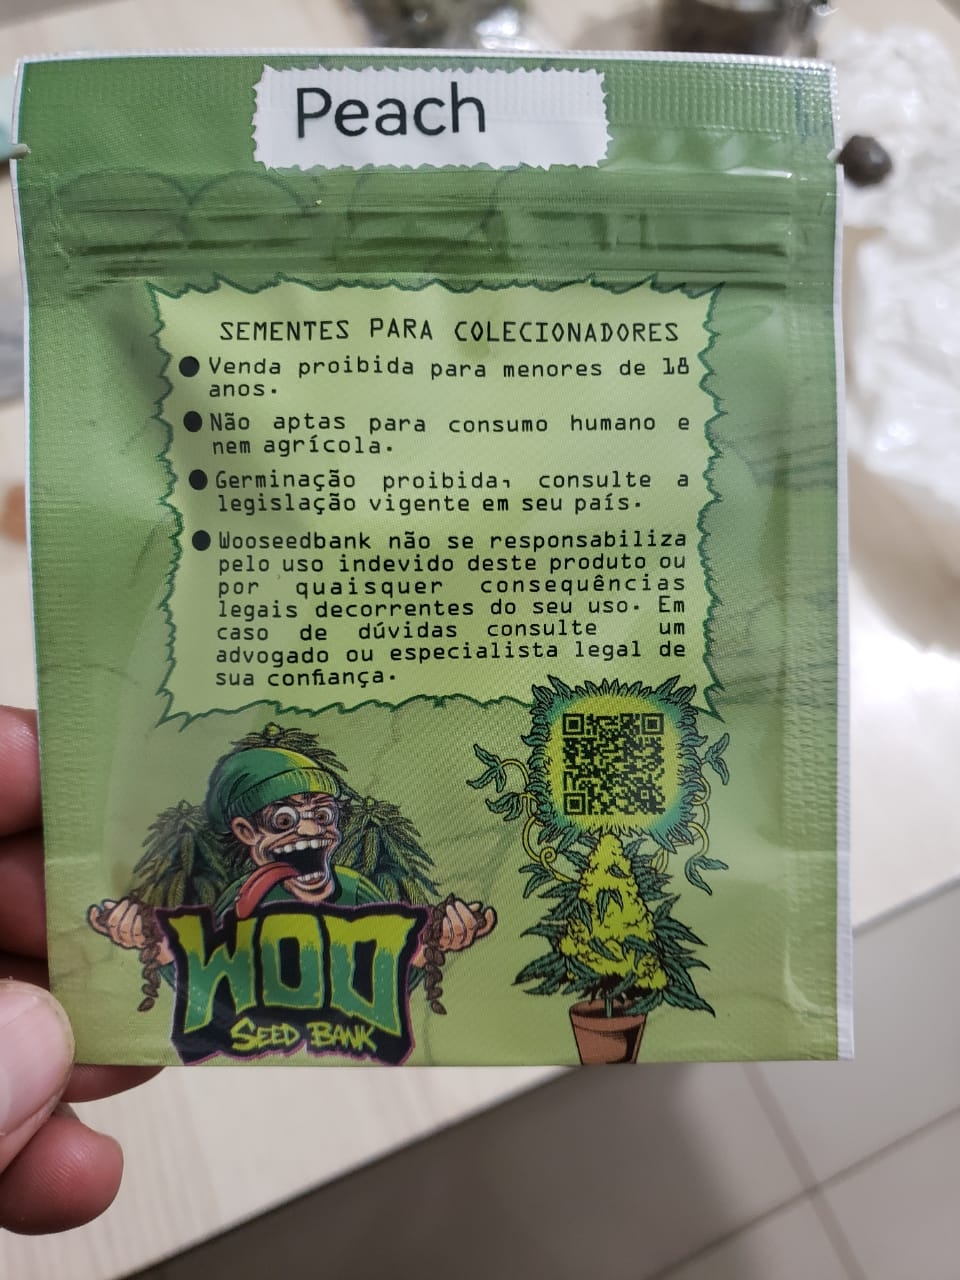 Peach
SEMENTES PARA COLECIONADORES
● Venda proibida para menores de 18
anos.
● Não aptas para consumo humano e
nem agrícola.
● Germinação proibida, consulte a
legislação vigente em seu país.
● Wooseedbank não se responsabiliza
pelo uso indevido deste produto ou
por quaisquer consequências
legais decorrentes do seu uso. Em
caso de dúvidas consulte um
advogado ou especialista legal de
sua confiança.
WOO
SEED BANK